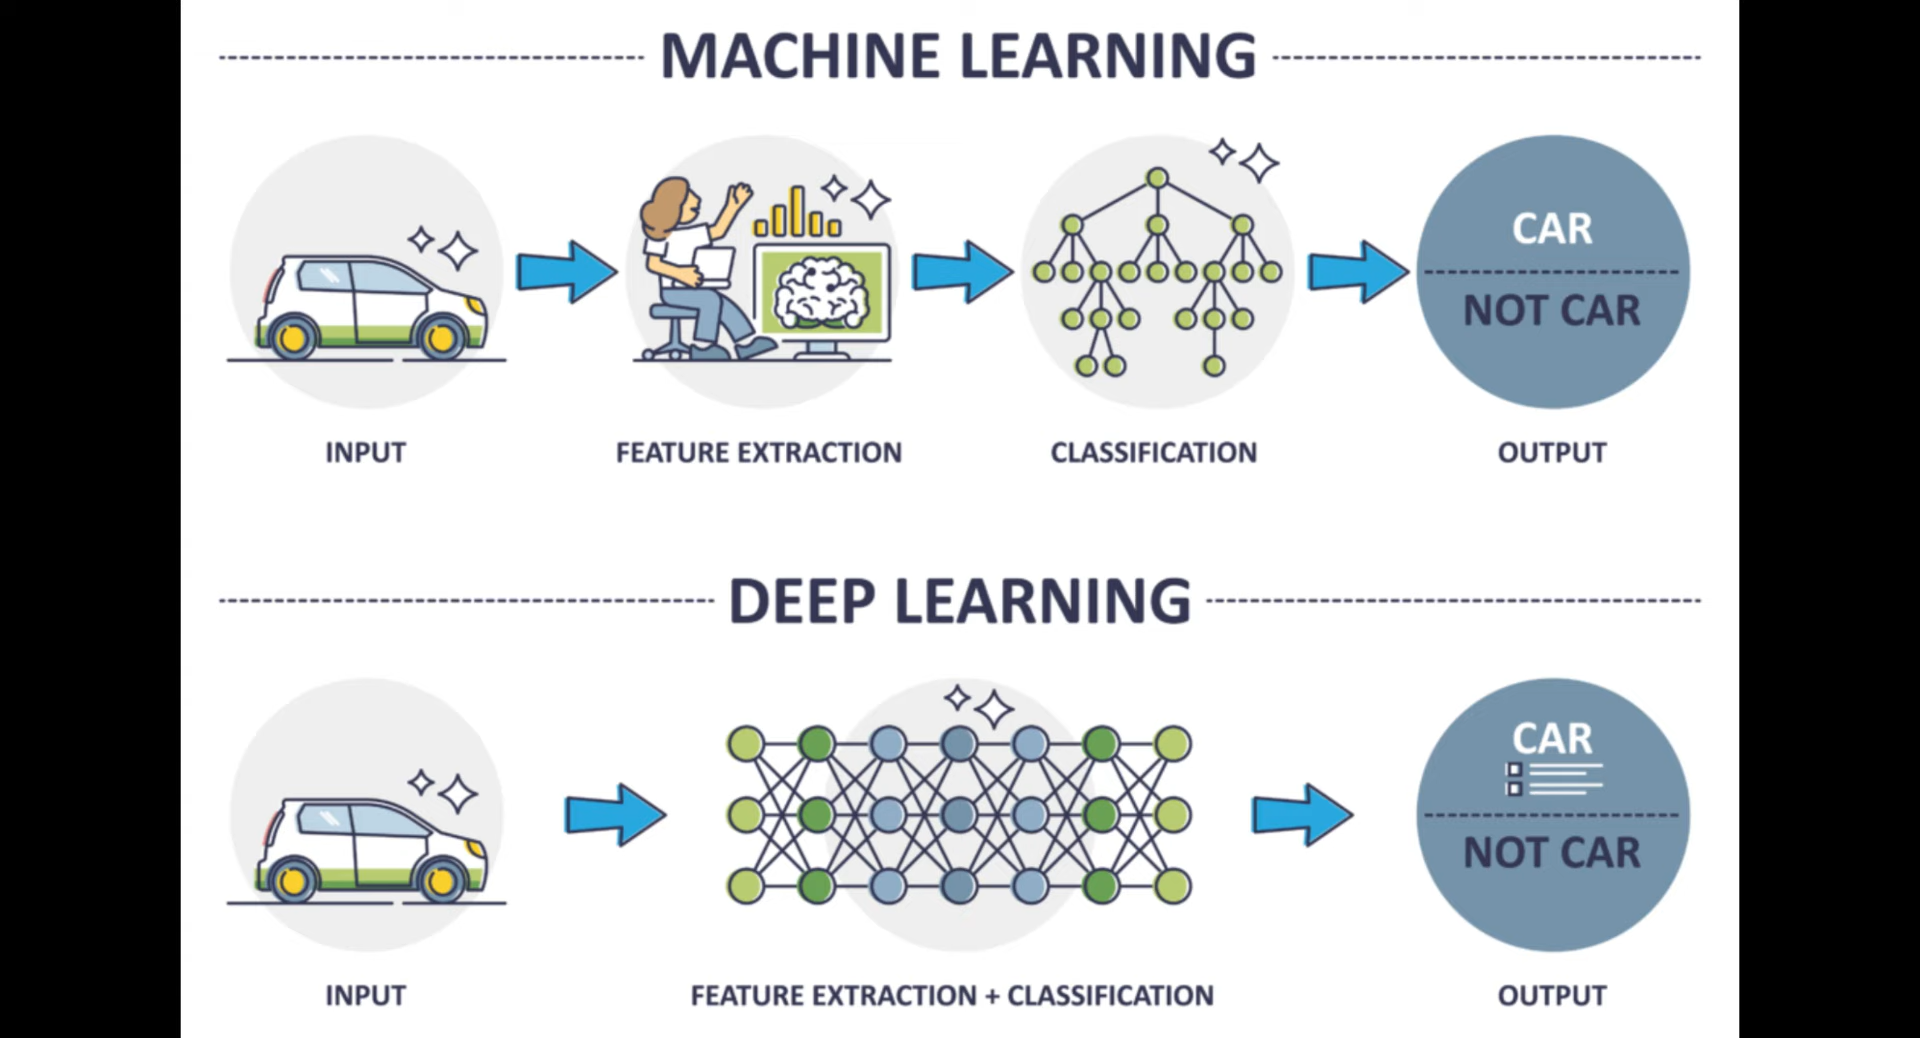 MACHINE LEARNING
INPUT
FEATURE EXTRACTION
CLASSIFICATION
CAR
NOT CAR
OUTPUT
DEEP LEARNING
INPUT
FEATURE EXTRACTION + CLASSIFICATION
CAR
NOT CAR
OUTPUT